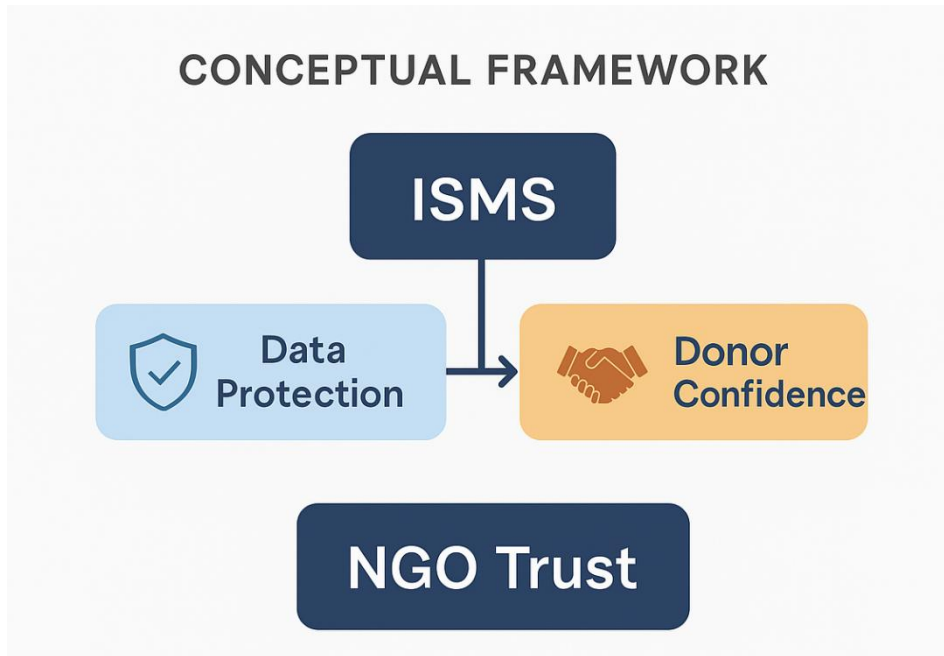 CONCEPTUAL FRAMEWORK
ISMS
Data
Protection
Donor
Confidence
NGO Trust